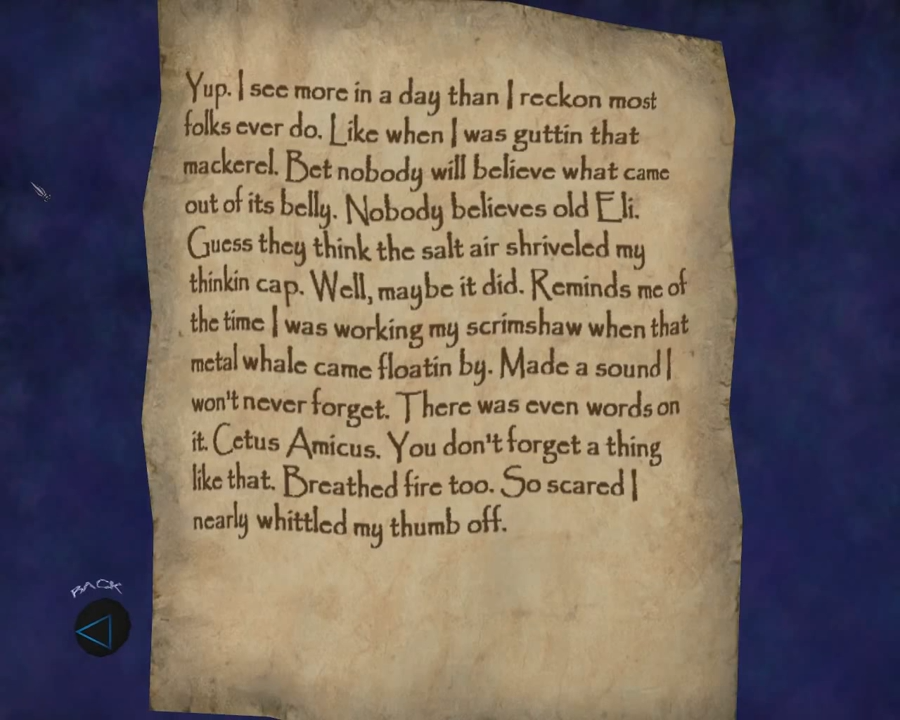 Yup. I see more in a day than I reckon most
folks ever do. Like when I was guttin that
mackerel. Bet nobody will believe what came
out of its belly. Nobody believes old Eli.
Guess they think the salt air shriveled my
thinkin cap. Well, maybe it did. Reminds me of
the time I was working my scrimshaw when that
metal whale came floatin by. Made a sound I
won't never forget. There was even words on
it. Cetus Amicus. You don't forget a thing
like that. Breathed fire too. So scared I
nearly whittled my thumb off.
BACK